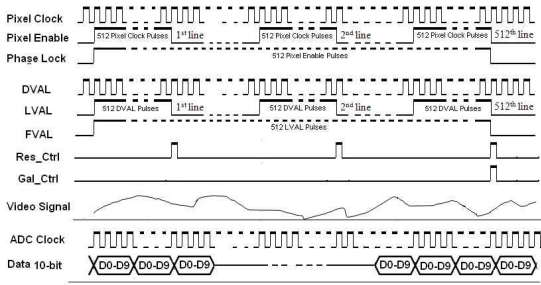 Pixel Clock
Pixel Enable 512 Pixel Clock Pulses 1st line 512 Pixel Clock Pulses 2nd line 512 Pixel Clock Pulses 512th line
Phase Lock 512 Pixel Enable Pulses
DVAL
LVAL 512 DVAL Pulses 1st line 512 DVAL Pulses 2nd line 512 DVAL Pulses 512th line
FVAL 512 LVAL Pulses
Res_Ctrl
Gal_Ctrl
Video Signal
ADC Clock
Data 10-bit D0-D9 D0-D9 D0-D9 D0-D9 D0-D9 D0-D9 D0-D9